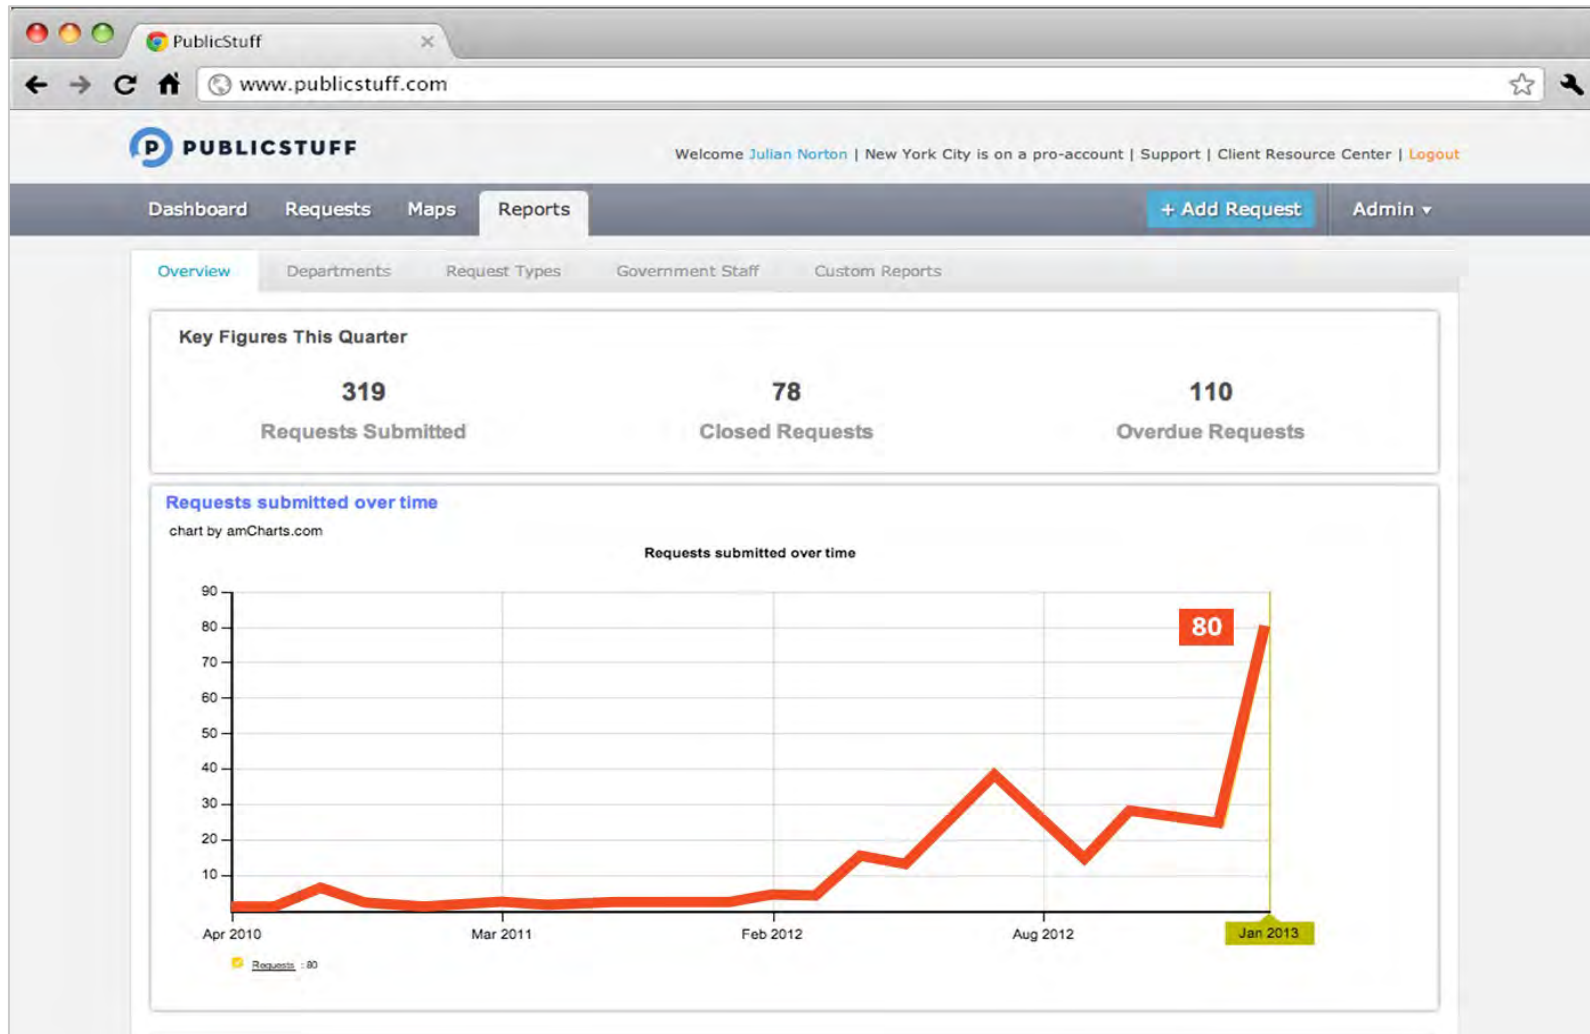 PublicStuff
www.publicstuff.com
P PUBLICSTUFF
Welcome Julian Norton | New York City is on a pro-account | Support | Client Resource Center | Logout
Dashboard Requests Maps Reports + Add Request Admin
Overview Departments Request Types Government Staff Custom Reports
Key Figures This Quarter
319 78 110
Requests Submitted Closed Requests Overdue Requests
Requests submitted over time
chart by amCharts.com
Requests submitted over time
90
80
80
70
60
50
40
30
20
10
Apr 2010 Mar 2011 Feb 2012 Aug 2012 Jan 2013
Requests : 80